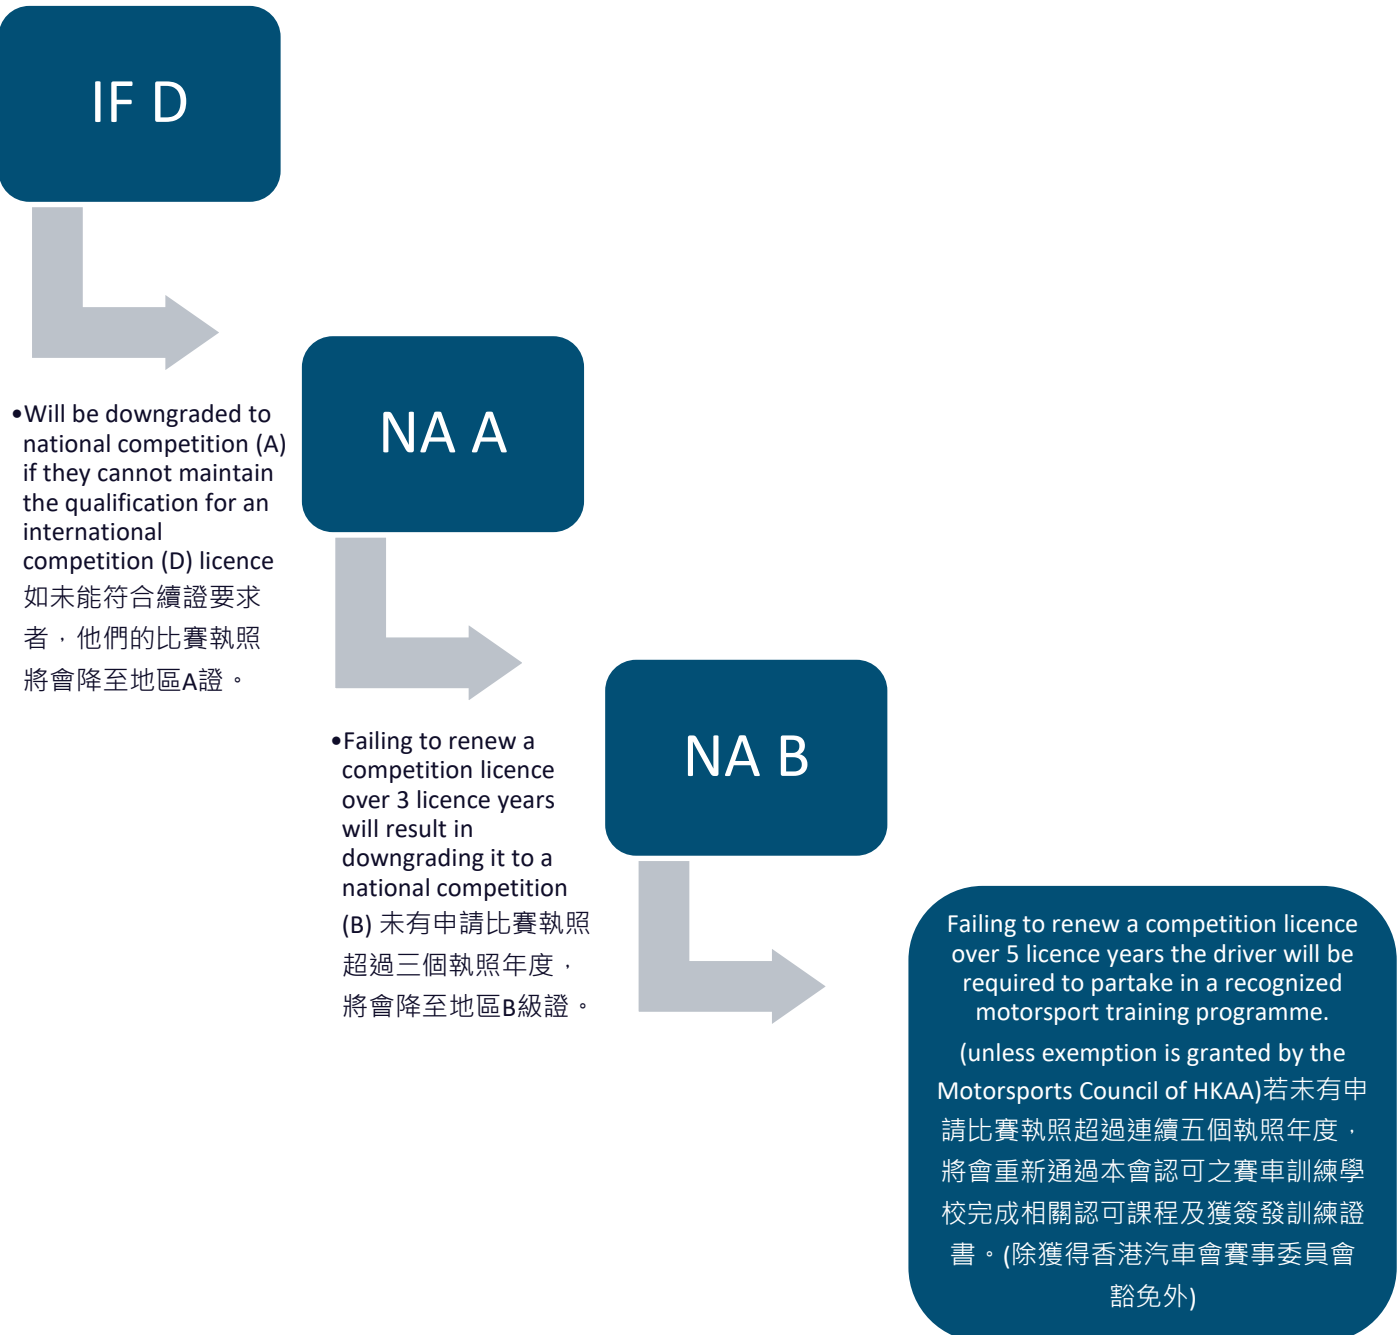 IF D
•Will be downgraded to
national competition (A)
if they cannot maintain
the qualification for an
international
competition (D) licence
如未能符合續證要求
者，他們的比賽執照
將會降至地區A證。
NA A
•Failing to renew a
competition licence
over 3 licence years
will result in
downgrading it to a
national competition
(B) 未有申請比賽執照
超過三個執照年度，
將會降至地區B級證。
NA B
Failing to renew a competition licence
over 5 licence years the driver will be
required to partake in a recognized
motorsport training programme.
(unless exemption is granted by the
Motorsports Council of HKAA)若未有申
請比賽執照超過連續五個執照年度，
將會重新通過本會認可之賽車訓練學
校完成相關認可課程及獲簽發訓練證
書。(除獲得香港汽車會賽事委員會
豁免外)